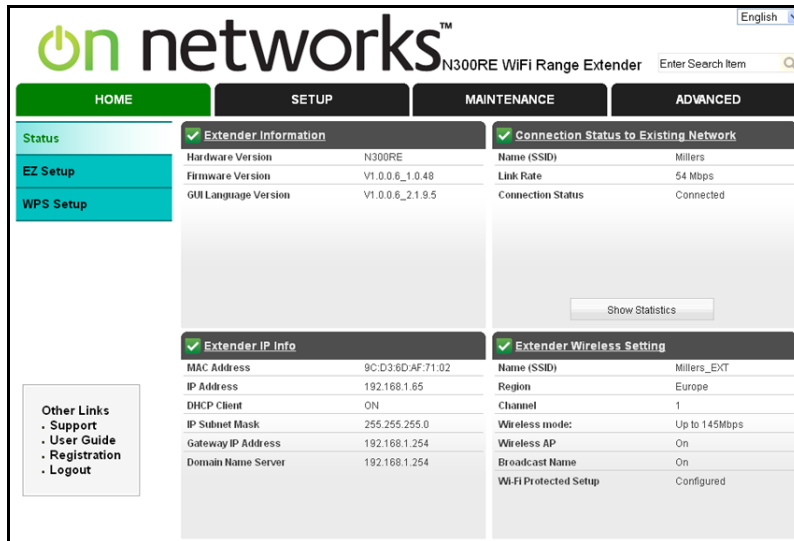 English
on networks™
N300RE WiFi Range Extender
Enter Search Item
HOME SETUP MAINTENANCE ADVANCED
Status
EZ Setup
WPS Setup
Extender Information
Hardware Version N300RE
Firmware Version V1.0.0.6_1.0.48
GUI Language Version V1.0.0.6_2.1.9.5
Connection Status to Existing Network
Name (SSID) Millers
Link Rate 54 Mbps
Connection Status Connected
Show Statistics
Extender IP Info
MAC Address 9C:D3:6D:AF:71:02
IP Address 192.168.1.65
DHCP Client ON
IP Subnet Mask 255.255.255.0
Gateway IP Address 192.168.1.254
Domain Name Server 192.168.1.254
Extender Wireless Setting
Name (SSID) Millers_EXT
Region Europe
Channel 1
Wireless mode: Up to 145Mbps
Wireless AP On
Broadcast Name On
Wi-Fi Protected Setup Configured
Other Links
. Support
. User Guide
. Registration
. Logout